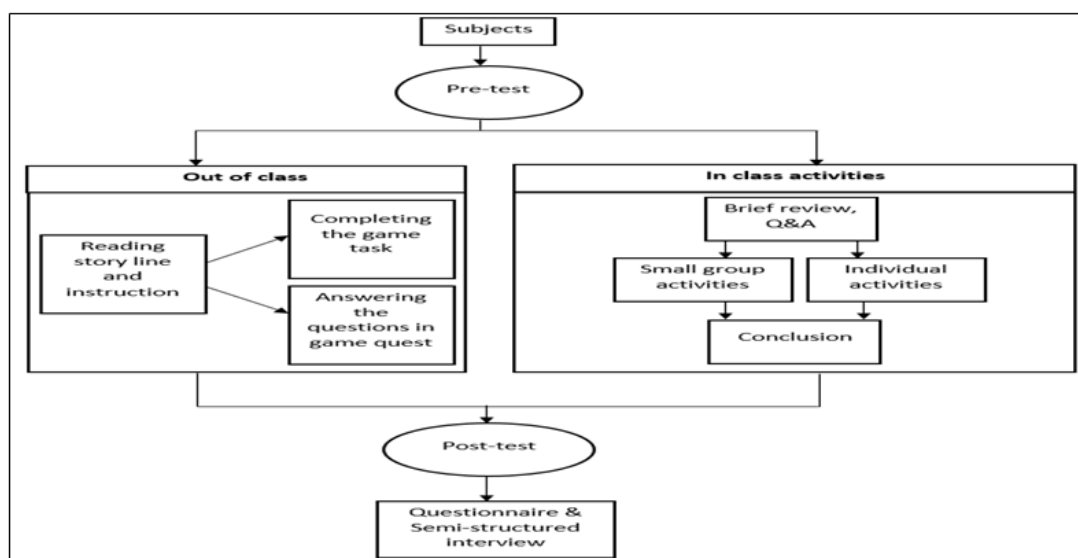 Subjects
Pre-test
Out of class
Reading
story line
and
instruction
Completing
the game
task
Answering
the
questions in
game quest
In class activities
Brief review,
Q&A
Small group
activities
Individual
activities
Conclusion
Post-test
Questionnaire &
Semi-structured
interview